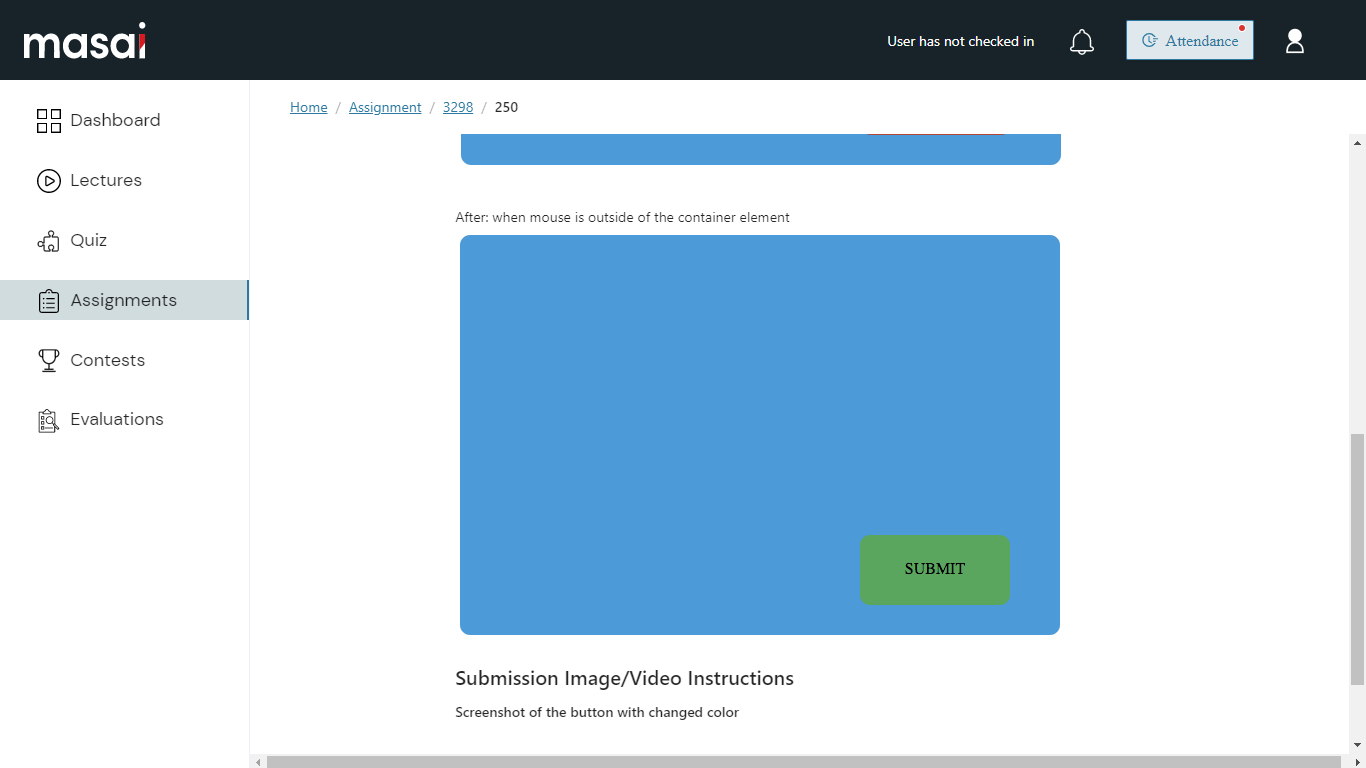 masai
User has not checked in
Attendance
Dashboard
Lectures
Quiz
Assignments
Contests
Evaluations
Home / Assignment / 3298 / 250
After: when mouse is outside of the container element
SUBMIT
Submission Image/Video Instructions
Screenshot of the button with changed color